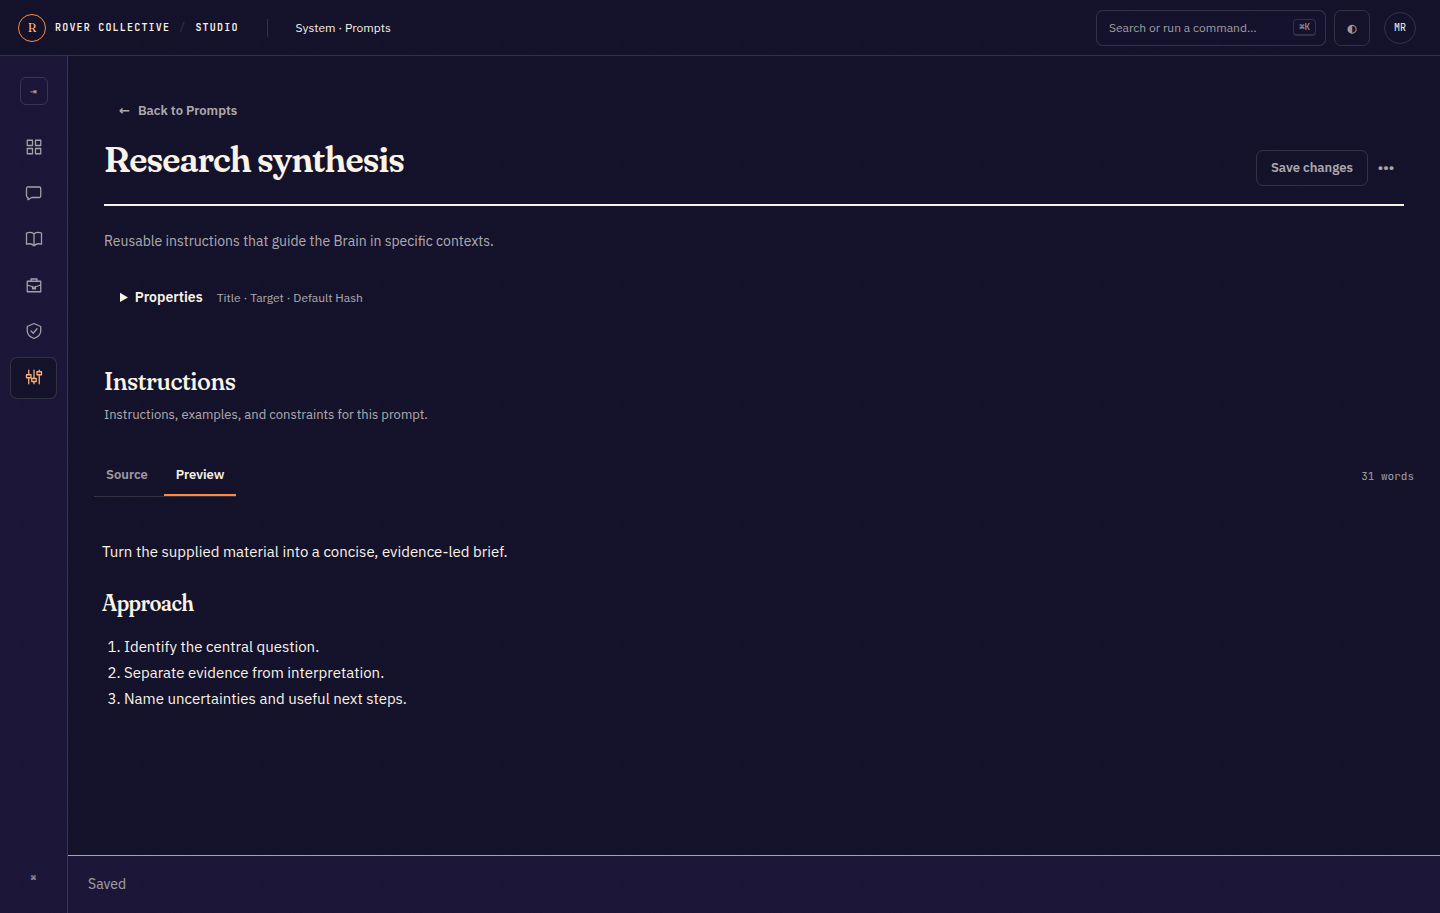 R ROVER COLLECTIVE / STUDIO System · Prompts Search or run a command... ⌘K MR
← Back to Prompts
Research synthesis
Save changes •••
Reusable instructions that guide the Brain in specific contexts.
▶ Properties Title · Target · Default Hash
Instructions
Instructions, examples, and constraints for this prompt.
Source Preview 31 words
Turn the supplied material into a concise, evidence-led brief.
Approach
1. Identify the central question.
2. Separate evidence from interpretation.
3. Name uncertainties and useful next steps.
⌘
Saved